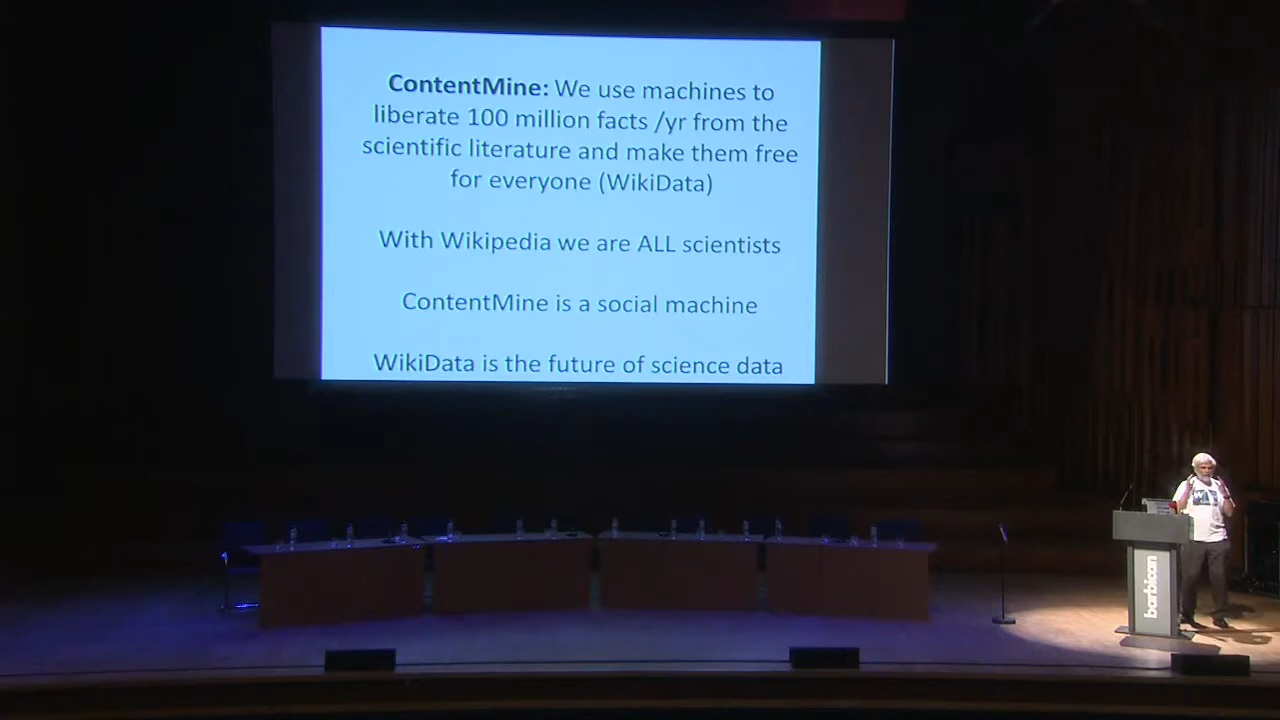 ContentMine: We use machines to
liberate 100 million facts /yr from the
scientific literature and make them free
for everyone (WikiData)
With Wikipedia we are ALL scientists
ContentMine is a social machine
WikiData is the future of science data
barbican